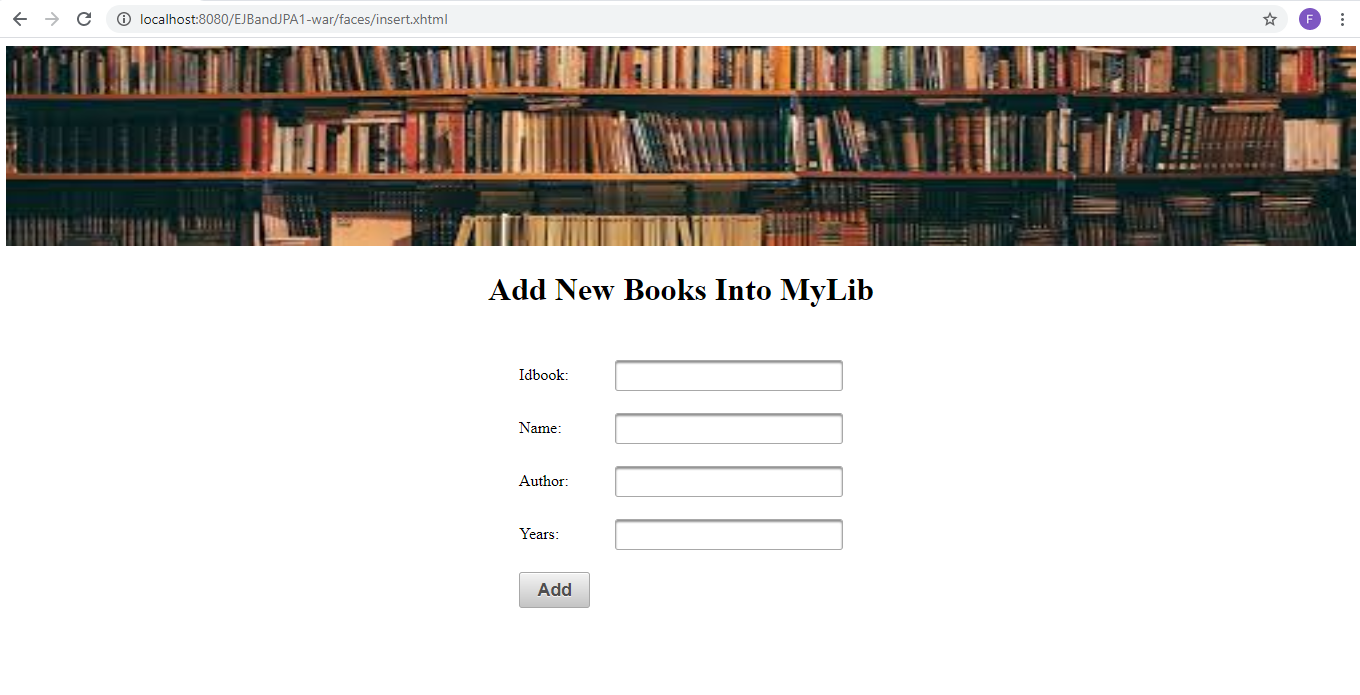 localhost:8080/EJBandJPA1-war/faces/insert.xhtml
F
Add New Books Into MyLib
Idbook:
Name:
Author:
Years:
Add